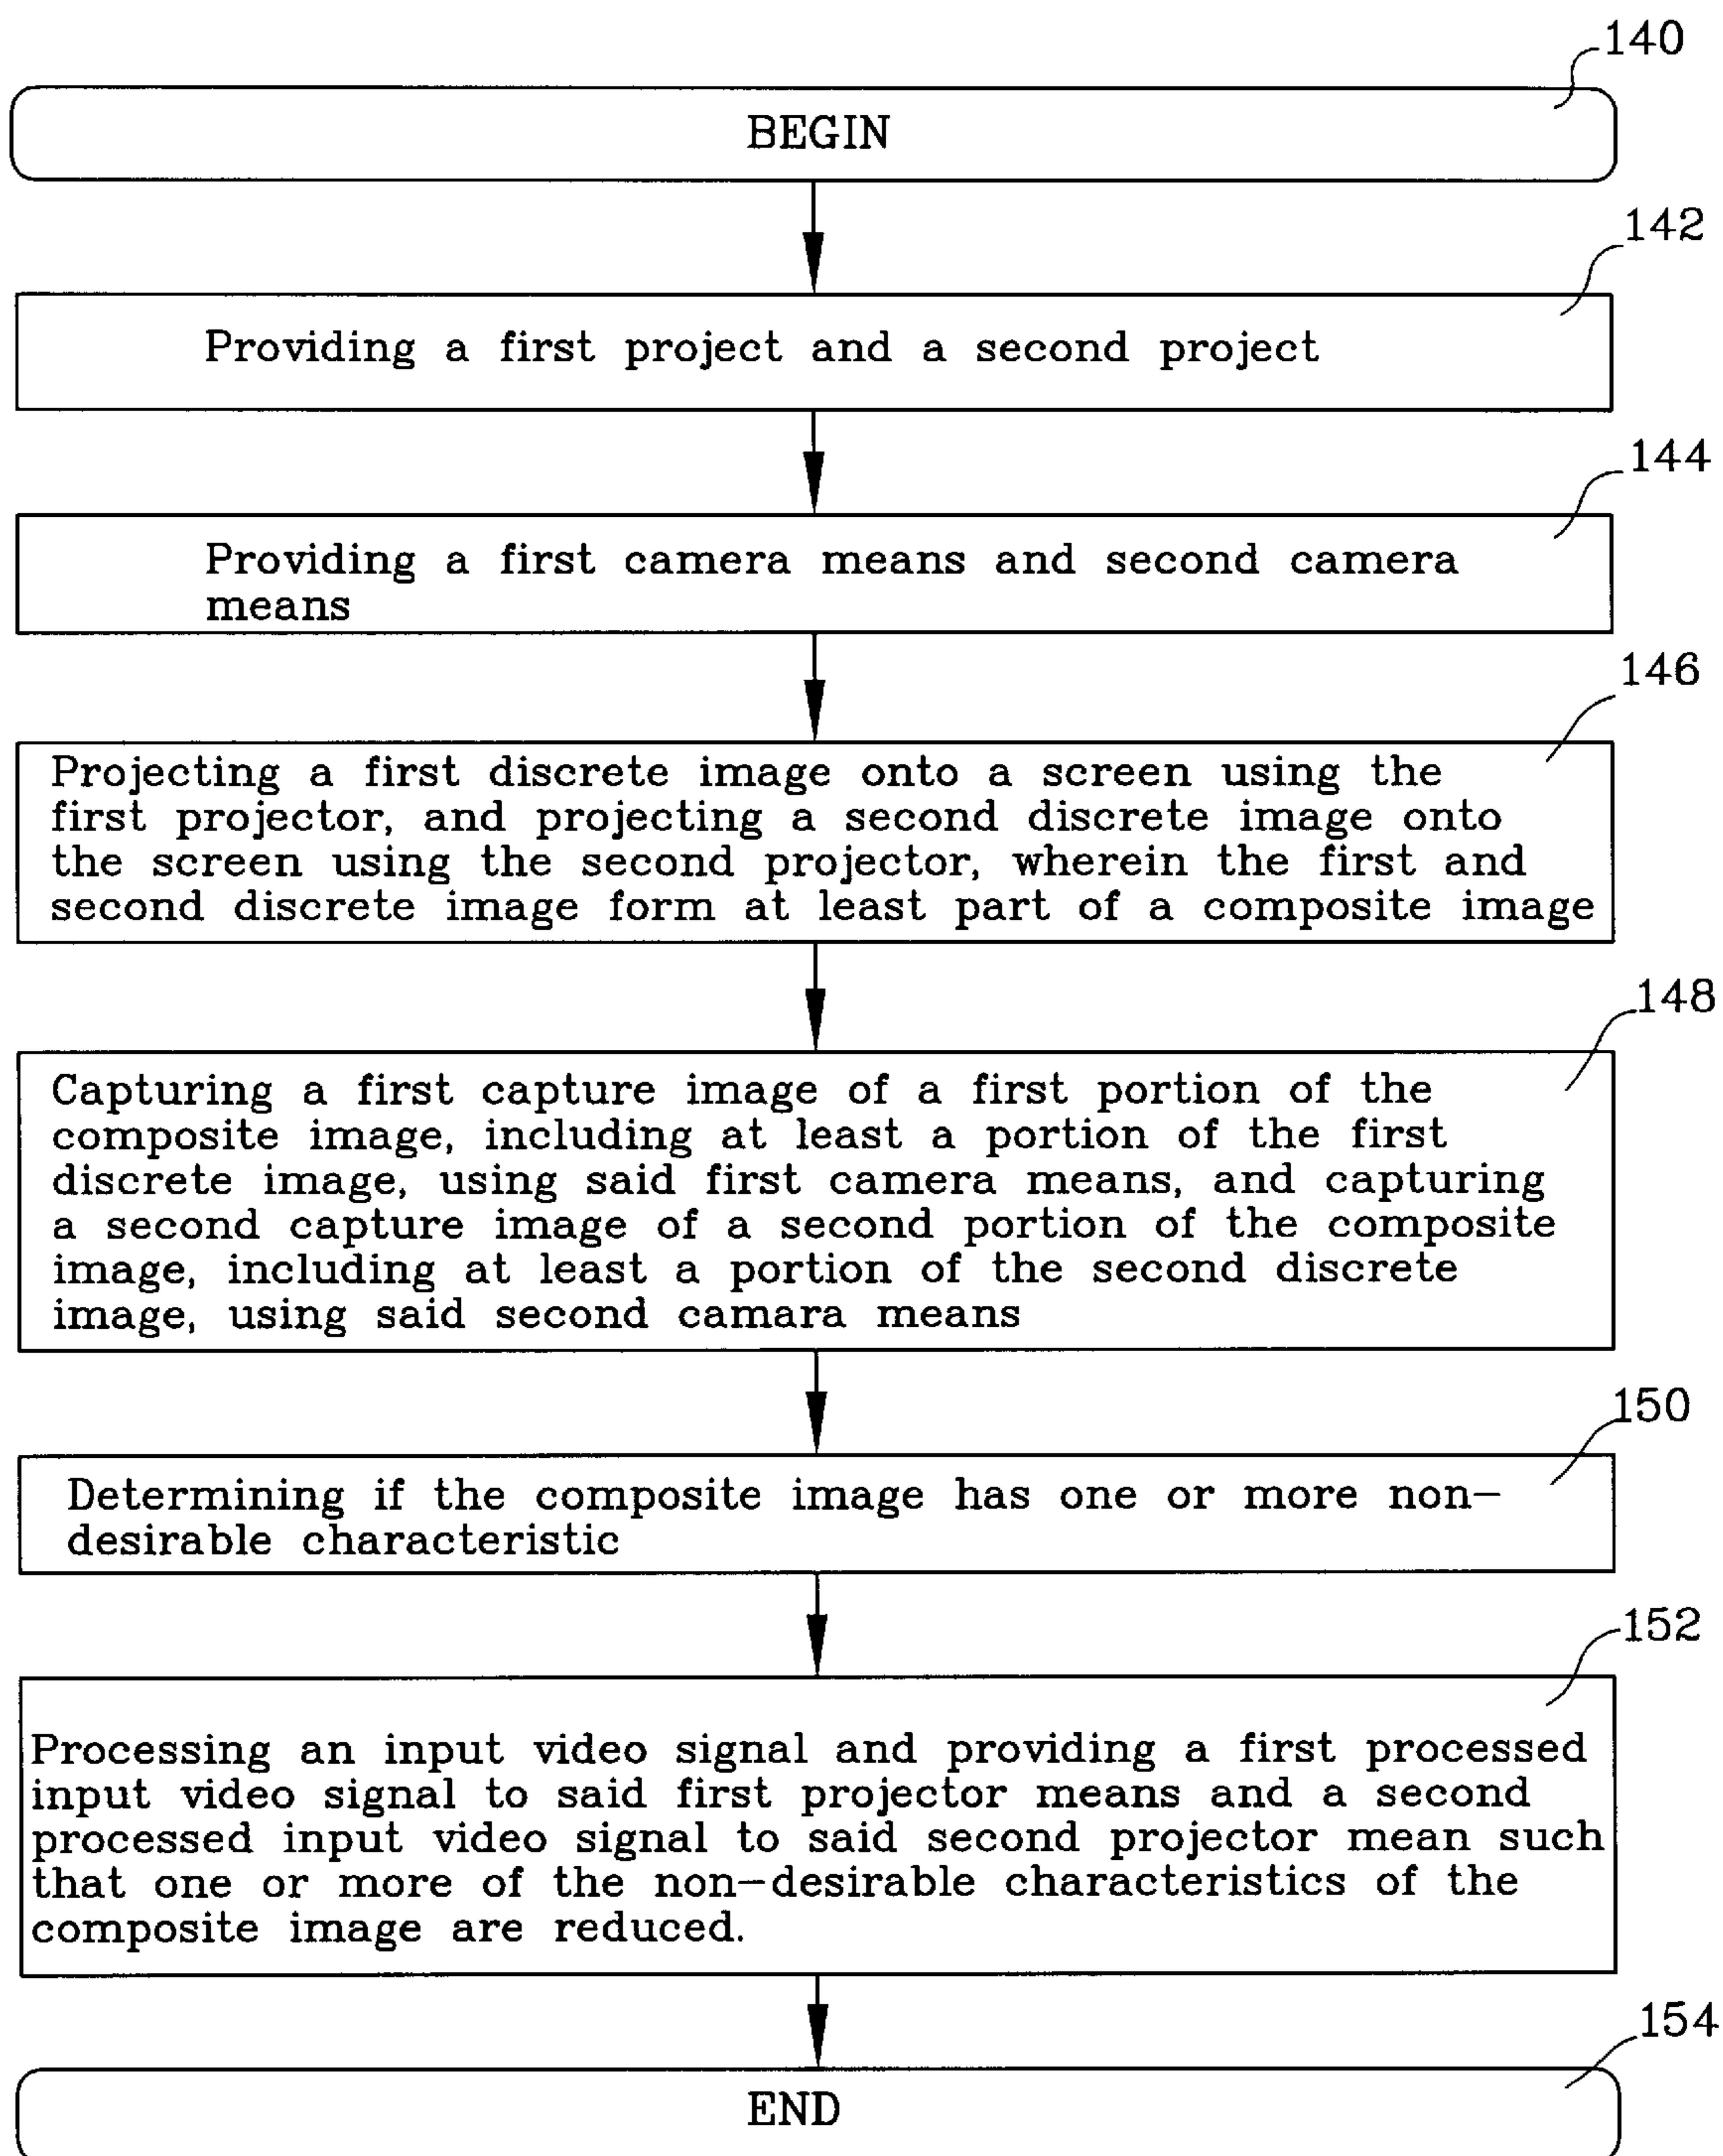 140
BEGIN
142
Providing a first project and a second project
144
Providing a first camera means and second camera
means
146
Projecting a first discrete image onto a screen using the
first projector, and projecting a second discrete image onto
the screen using the second projector, wherein the first and
second discrete image form at least part of a composite image
148
Capturing a first capture image of a first portion of the
composite image, including at least a portion of the first
discrete image, using said first camera means, and capturing
a second capture image of a second portion of the composite
image, including at least a portion of the second discrete
image, using said second camara means
150
Determining if the composite image has one or more non-
desirable characteristic
152
Processing an input video signal and providing a first processed
input video signal to said first projector means and a second
processed input video signal to said second projector mean such
that one or more of the non-desirable characteristics of the
composite image are reduced.
154
END